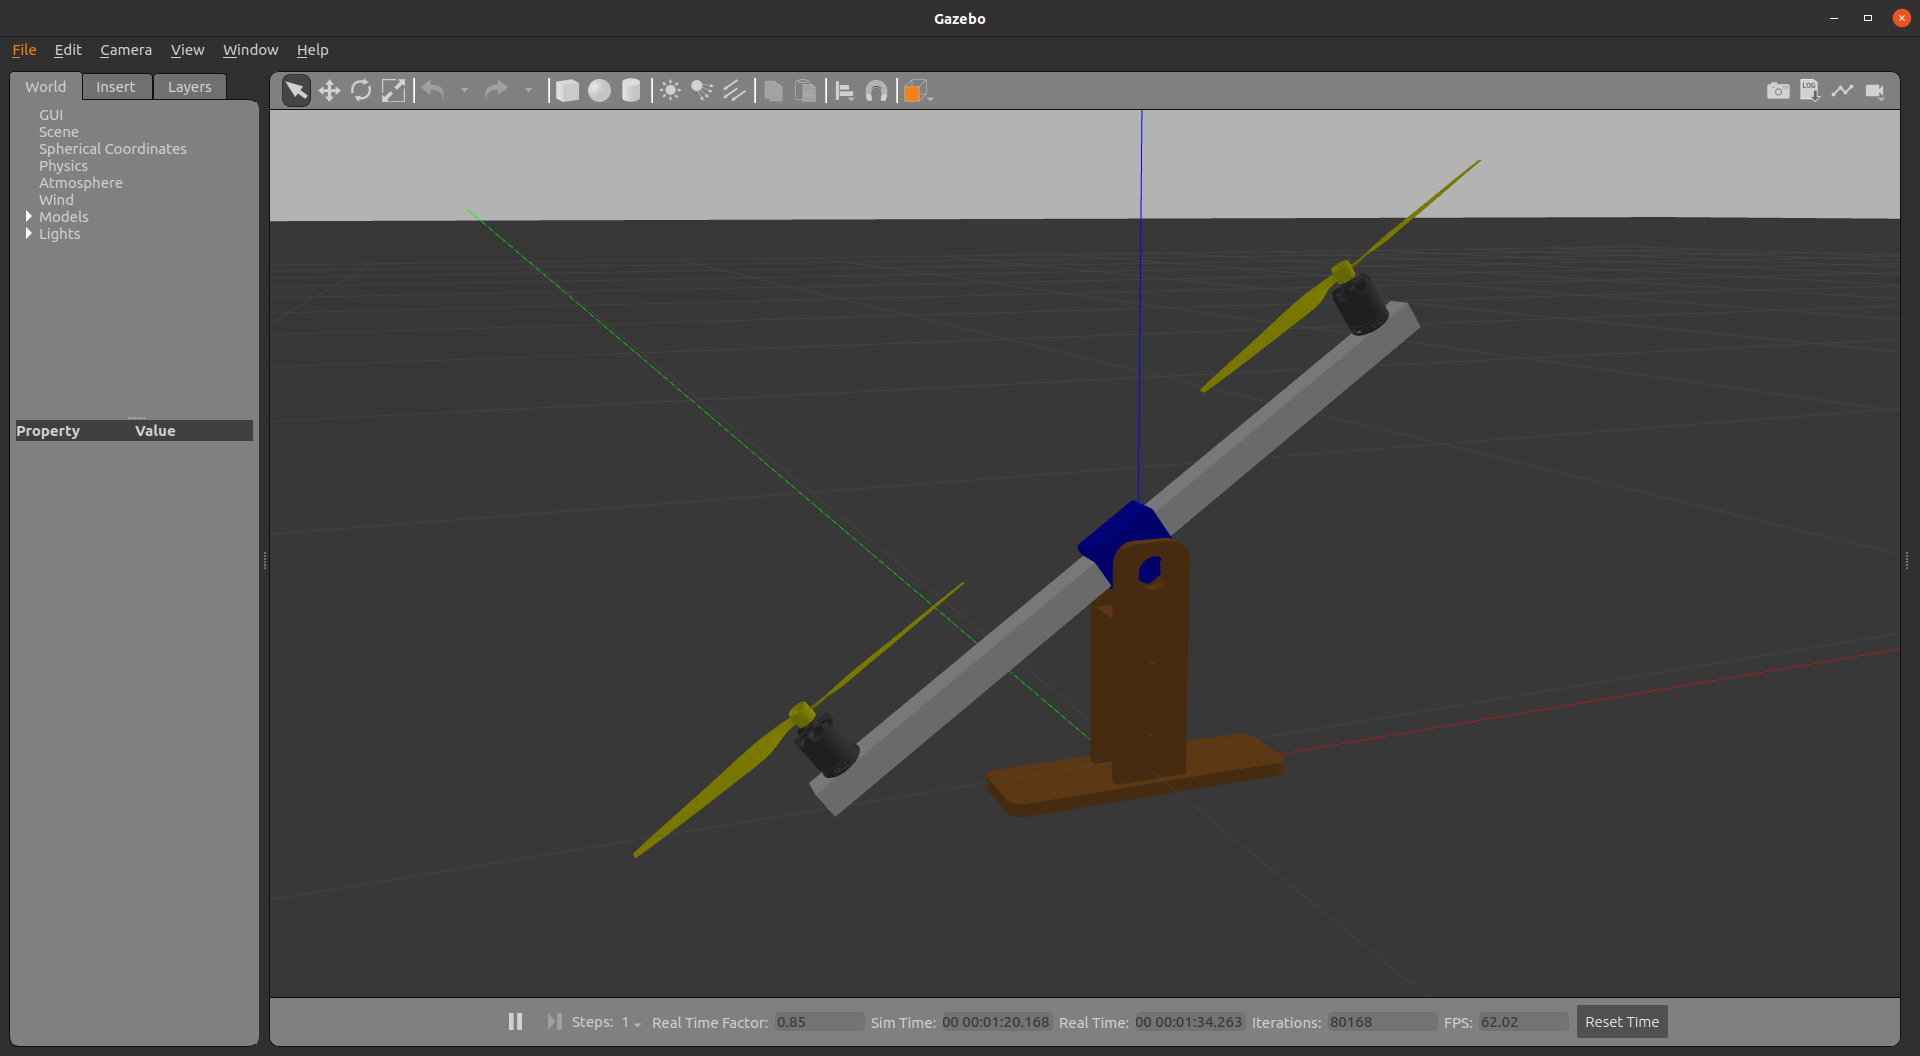 Gazebo
File Edit Camera View Window Help
World Insert Layers
LOG
GUI
Scene
Spherical Coordinates
Physics
Atmosphere
Wind
Models
Lights
Property Value
Steps: 1 Real Time Factor: 0.85 Sim Time: 00 00:01:20.168 Real Time: 00 00:01:34.263 Iterations: 80168 FPS: 62.02 Reset Time